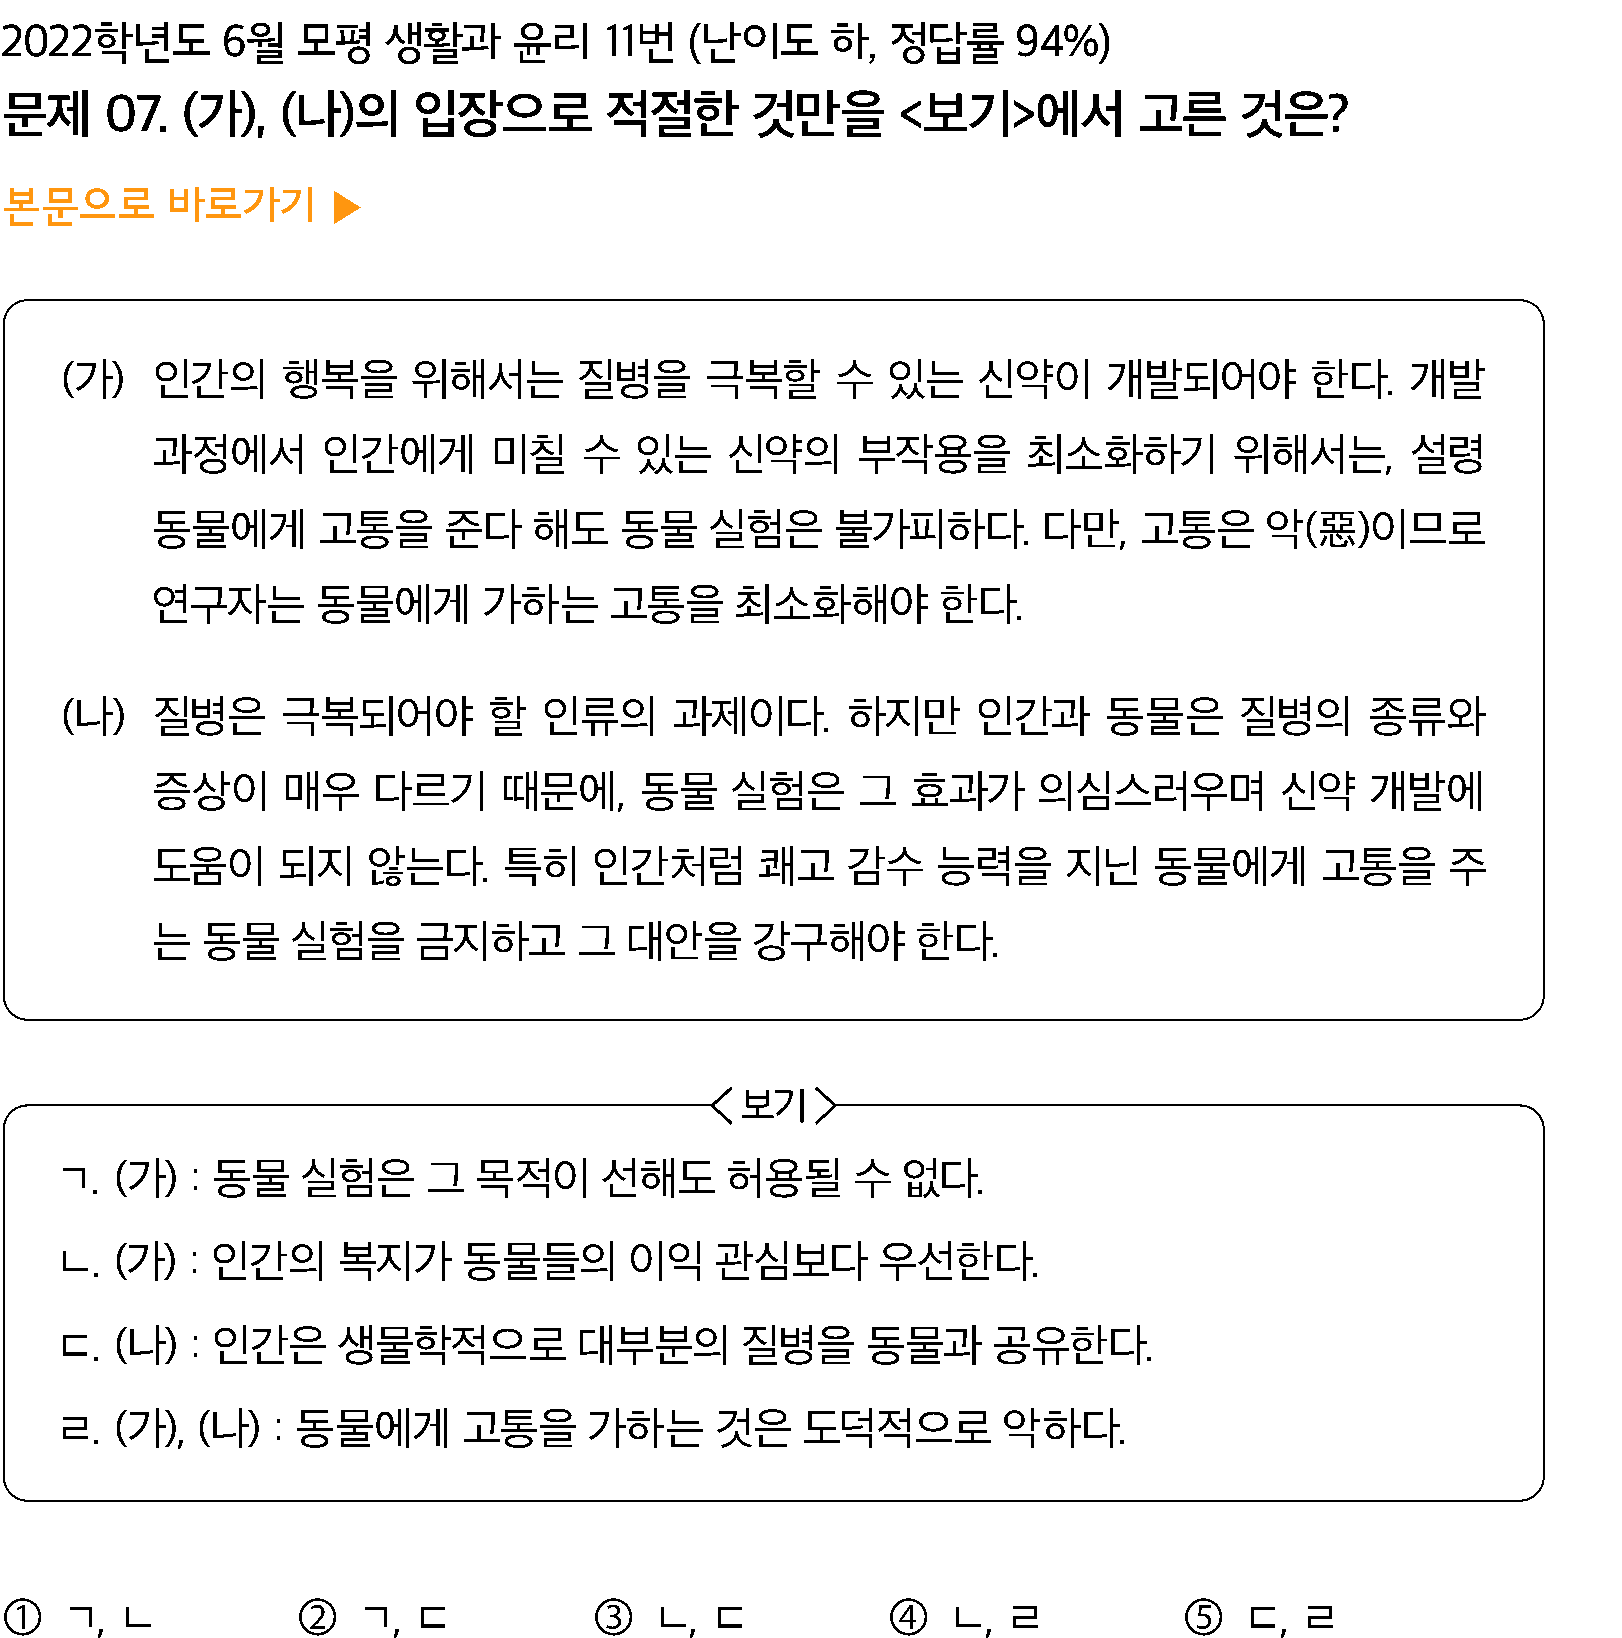 2022학년도 6월 모평 생활과 윤리 11번 (난이도 하, 정답률 94%)
문제 07. (가), (나)의 입장으로 적절한 것만을 <보기>에서 고른 것은?
본문으로 바로가기 ▶
(가) 인간의 행복을 위해서는 질병을 극복할 수 있는 신약이 개발되어야 한다. 개발
과정에서 인간에게 미칠 수 있는 신약의 부작용을 최소화하기 위해서는, 설령
동물에게 고통을 준다 해도 동물 실험은 불가피하다. 다만, 고통은 악(惡)이므로
연구자는 동물에게 가하는 고통을 최소화해야 한다.
(나) 질병은 극복되어야 할 인류의 과제이다. 하지만 인간과 동물은 질병의 종류와
증상이 매우 다르기 때문에, 동물 실험은 그 효과가 의심스러우며 신약 개발에
도움이 되지 않는다. 특히 인간처럼 쾌고 감수 능력을 지닌 동물에게 고통을 주
는 동물 실험을 금지하고 그 대안을 강구해야 한다.
<보기>
ㄱ. (가) : 동물 실험은 그 목적이 선해도 허용될 수 없다.
ㄴ. (가) : 인간의 복지가 동물들의 이익 관심보다 우선한다.
ㄷ. (나) : 인간은 생물학적으로 대부분의 질병을 동물과 공유한다.
ㄹ. (가), (나) : 동물에게 고통을 가하는 것은 도덕적으로 악하다.
① ㄱ, ㄴ ② ㄱ, ㄷ ③ ㄴ, ㄷ ④ ㄴ, ㄹ ⑤ ㄷ, ㄹ